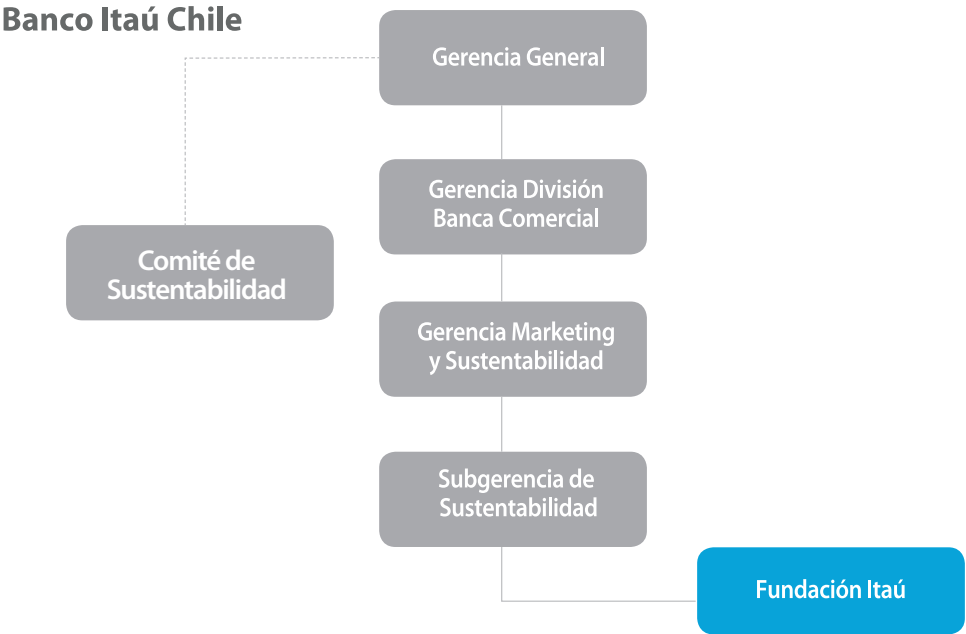 Banco Itaú Chile
Gerencia General
Gerencia División
Banca Comercial
Comité de
Sustentabilidad
Gerencia Marketing
y Sustentabilidad
Subgerencia de
Sustentabilidad
Fundación Itaú